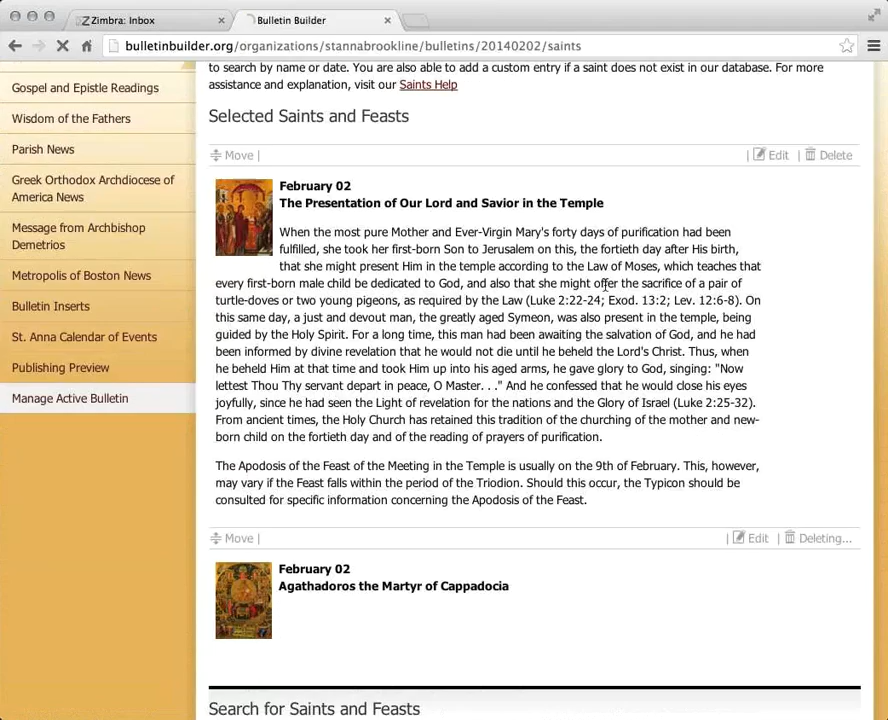 Zimbra: Inbox
Bulletin Builder
bulletinbuilder.org/organizations/stannabrookline/bulletins/20140202/saints
Gospel and Epistle Readings
Wisdom of the Fathers
Parish News
Greek Orthodox Archdiocese of
America News
Message from Archbishop
Demetrios
Metropolis of Boston News
Bulletin Inserts
St. Anna Calendar of Events
Publishing Preview
Manage Active Bulletin
to search by name or date. You are also able to add a custom entry if a saint does not exist in our database. For more
assistance and explanation, visit our Saints Help
Selected Saints and Feasts
Move | | Edit | Delete
February 02
The Presentation of Our Lord and Savior in the Temple
When the most pure Mother and Ever-Virgin Mary's forty days of purification had been
fulfilled, she took her first-born Son to Jerusalem on this, the fortieth day after His birth,
that she might present Him in the temple according to the Law of Moses, which teaches that
every first-born male child be dedicated to God, and also that she might offer the sacrifice of a pair of
turtle-doves or two young pigeons, as required by the Law (Luke 2:22-24; Exod. 13:2; Lev. 12:6-8). On
this same day, a just and devout man, the greatly aged Symeon, was also present in the temple, being
guided by the Holy Spirit. For a long time, this man had been awaiting the salvation of God, and he had
been informed by divine revelation that he would not die until he beheld the Lord's Christ. Thus, when
he beheld Him at that time and took Him up into his aged arms, he gave glory to God, singing: "Now
lettest Thou Thy servant depart in peace, O Master. . ." And he confessed that he would close his eyes
joyfully, since he had seen the Light of revelation for the nations and the Glory of Israel (Luke 2:25-32).
From ancient times, the Holy Church has retained this tradition of the churching of the mother and new-
born child on the fortieth day and of the reading of prayers of purification.
The Apodosis of the Feast of the Meeting in the Temple is usually on the 9th of February. This, however,
may vary if the Feast falls within the period of the Triodion. Should this occur, the Typicon should be
consulted for specific information concerning the Apodosis of the Feast.
Move | | Edit | Deleting...
February 02
Agathadoros the Martyr of Cappadocia
Search for Saints and Feasts